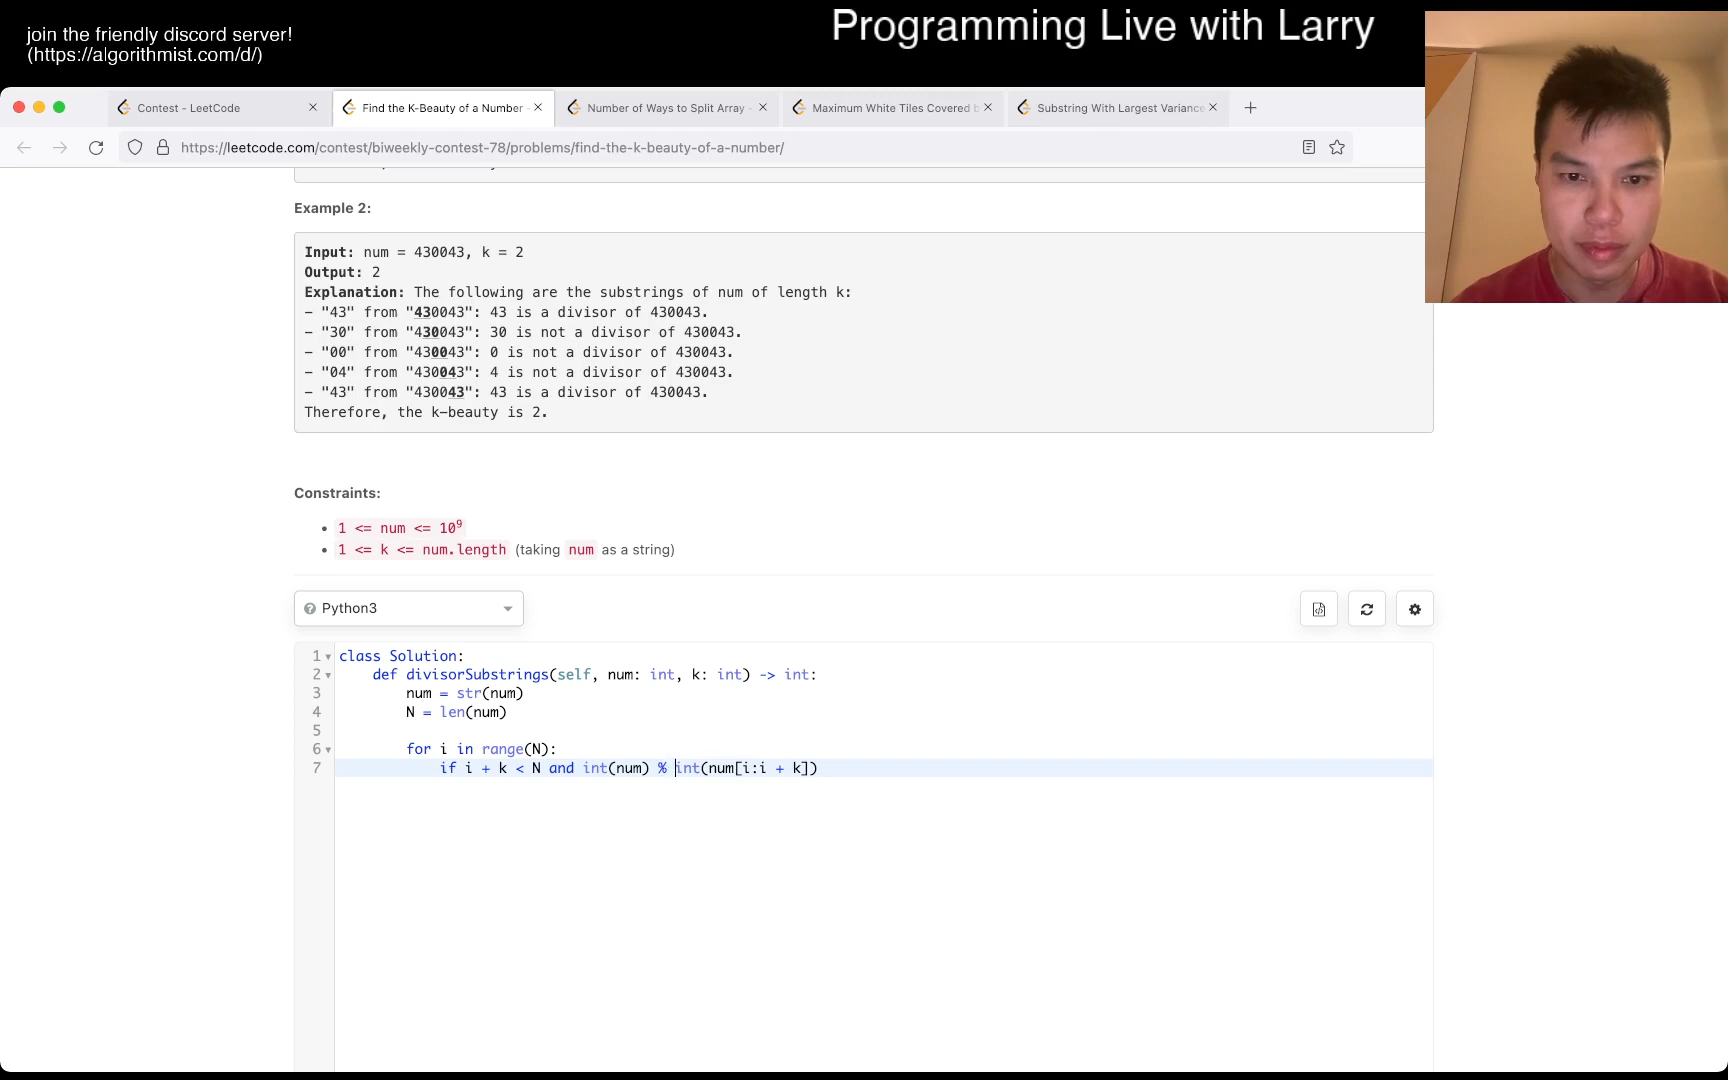 join the friendly discord server!
(https://algorithmist.com/d/)
Programming Live with Larry
Contest - LeetCode
Find the K-Beauty of a Number -
Number of Ways to Split Array -
Maximum White Tiles Covered b
Substring With Largest Variance
https://leetcode.com/contest/biweekly-contest-78/problems/find-the-k-beauty-of-a-number/
Example 2:
Input: num = 430043, k = 2
Output: 2
Explanation: The following are the substrings of num of length k:
- "43" from "430043": 43 is a divisor of 430043.
- "30" from "430043": 30 is not a divisor of 430043.
- "00" from "430043": 0 is not a divisor of 430043.
- "04" from "430043": 4 is not a divisor of 430043.
- "43" from "430043": 43 is a divisor of 430043.
Therefore, the k-beauty is 2.
Constraints:
• 1 <= num <= 10⁹
• 1 <= k <= num.length (taking num as a string)
Python3
1 class Solution:
2 def divisorSubstrings(self, num: int, k: int) -> int:
3 num = str(num)
4 N = len(num)
5
6 for i in range(N):
7 if i + k < N and int(num) % int(num[i:i + k])